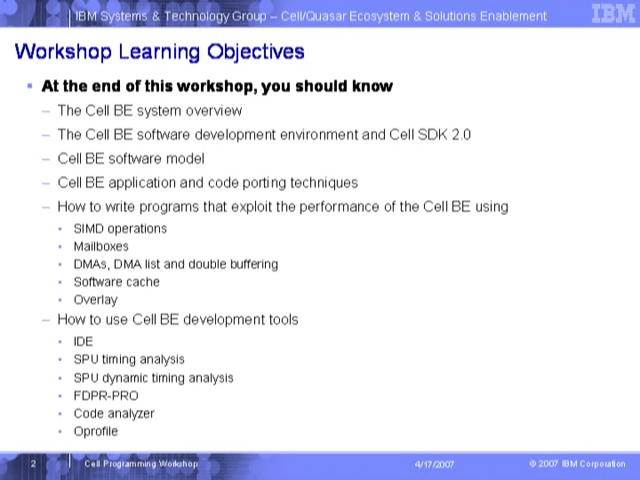 IBM Systems & Technology Group – Cell/Quasar Ecosystem & Solutions Enablement
IBM
Workshop Learning Objectives
▪ At the end of this workshop, you should know
– The Cell BE system overview
– The Cell BE software development environment and Cell SDK 2.0
– Cell BE software model
– Cell BE application and code porting techniques
– How to write programs that exploit the performance of the Cell BE using
• SIMD operations
• Mailboxes
• DMAs, DMA list and double buffering
• Software cache
• Overlay
– How to use Cell BE development tools
• IDE
• SPU timing analysis
• SPU dynamic timing analysis
• FDPR-PRO
• Code analyzer
• Oprofile
2 Cell Programming Workshop 4/17/2007 © 2007 IBM Corporation